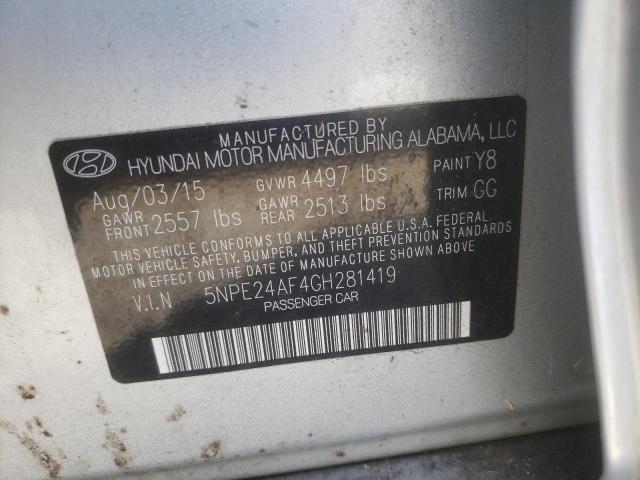 MANUFACTURED BY
HYUNDAI MOTOR MANUFACTURING ALABAMA, LLC
Aug/03/15 GVWR 4497 lbs PAINT Y8
GAWR FRONT 2557 lbs GAWR REAR 2513 lbs TRIM GG
THIS VEHICLE CONFORMS TO ALL APPLICABLE U.S.A. FEDERAL
MOTOR VEHICLE SAFETY, BUMPER, AND THEFT PREVENTION
STANDARDS IN EFFECT ON THE DATE OF MANUFACTURE SHOWN ABOVE
V.I.N 5NPE24AF4GH281419
PASSENGER CAR